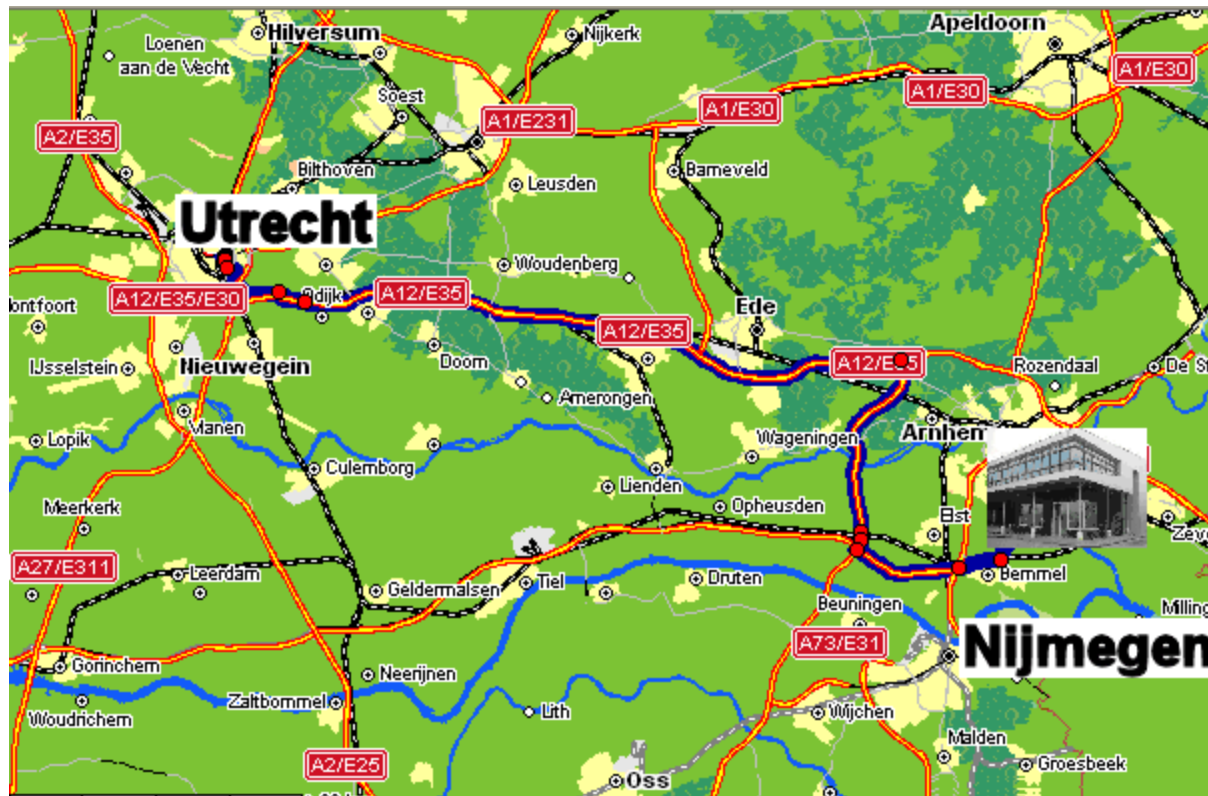 Hilversum
Apeldoorn
Nijkerk
Loenen
aan de Vecht
A1/E30
A1/E30
Soest
A1/E30
A1/E231
A2/E35
Bilthoven
Barneveld
Leusden
Utrecht
Woudenberg
A12/E35/E30
A12/E35
Ede
A12/E35
Nieuwegein
Doorn
IJsselstein
Rozendaal
Amerongen
Lopik
Wageningen
Arnhem
Culemborg
Lienden
Opheusden
Meerkerk
Elst
A27/E311
Leerdam
Geldermalsen
Tiel
Druten
Bemmel
Beuningen
A73/E31
Nijmegen
Gorinchem
Neerijnen
Zaltbommel
Woudrichem
Lith
Wijchen
Malden
A2/E25
Oss
Groesbeek